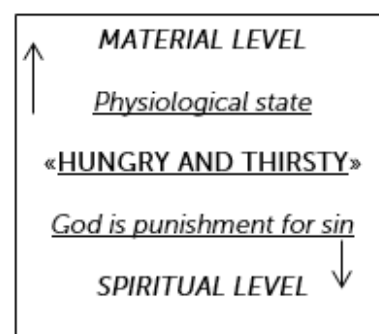 MATERIAL LEVEL
Physiological state
«HUNGRY AND THIRSTY»
God is punishment for sin
SPIRITUAL LEVEL